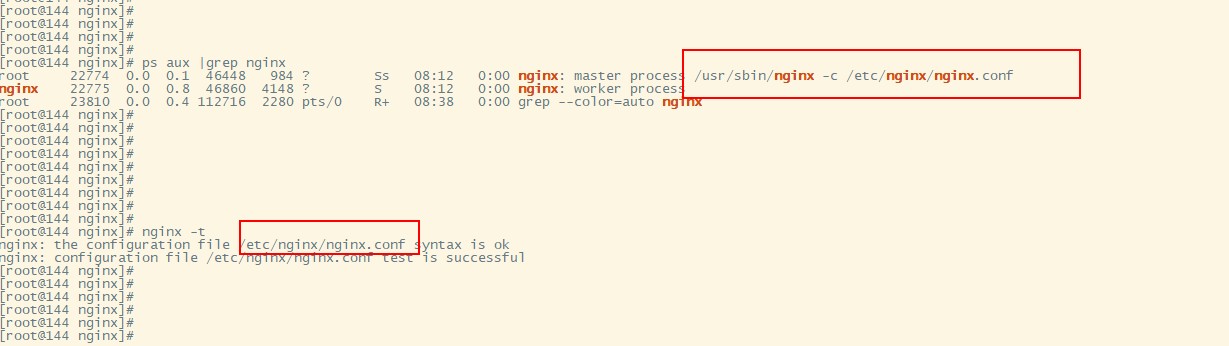 [root@144 nginx]#
[root@144 nginx]#
[root@144 nginx]#
[root@144 nginx]#
[root@144 nginx]#
[root@144 nginx]# ps aux |grep nginx
root     22774  0.0  0.1  46448   984 ?        Ss   08:12   0:00 nginx: master process /usr/sbin/nginx -c /etc/nginx/nginx.conf
nginx    22775  0.0  0.8  46860  4148 ?        S    08:12   0:00 nginx: worker process
root     23810  0.0  0.4 112716  2280 pts/0    R+   08:38   0:00 grep --color=auto nginx
[root@144 nginx]#
[root@144 nginx]#
[root@144 nginx]#
[root@144 nginx]#
[root@144 nginx]#
[root@144 nginx]#
[root@144 nginx]#
[root@144 nginx]#
[root@144 nginx]#
[root@144 nginx]# nginx -t
nginx: the configuration file /etc/nginx/nginx.conf syntax is ok
nginx: configuration file /etc/nginx/nginx.conf test is successful
[root@144 nginx]#
[root@144 nginx]#
[root@144 nginx]#
[root@144 nginx]#
[root@144 nginx]#
[root@144 nginx]#